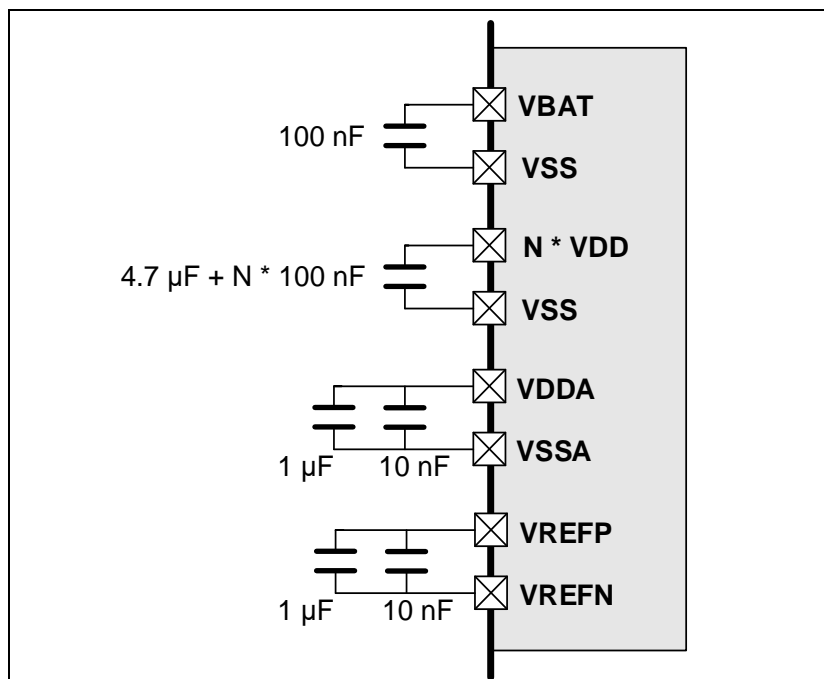 VBAT
100 nF
VSS
N * VDD
4.7 µF + N * 100 nF
VSS
VDDA
VSSA
1 µF 10 nF
VREFP
VREFN
1 µF 10 nF